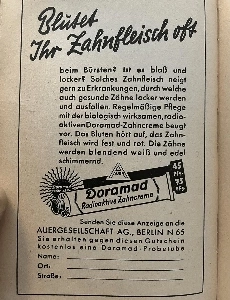 Blutet
Ihr Zahnfleisch oft
beim Bürsten? Ist es blaß und
locker? Solches Zahnfleisch neigt
gern zu Erkrankungen, durch welche
auch gesunde Zähne locker werden
und ausfallen. Regelmäßige Pflege
mit der biologisch wirksamen, radio-
aktiven Doramad-Zahncreme beugt
vor. Das Bluten hört auf, das Zahn-
fleisch wird fest und rot. Die Zähne
werden blendend weiß und edel
schimmernd.
Doramad
Radioaktive Zahncreme
Senden Sie diese Anzeige an die
AUERGESELLSCHAFT AG., BERLIN N 65
Sie erhalten gegen diesen Gutschein
kostenlos eine Doramad-Probetube
Name:
Ort:
Straße: